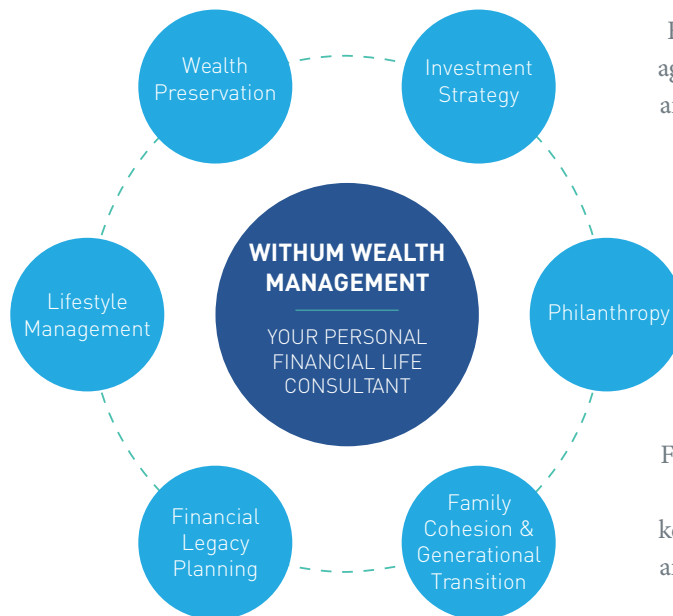 Wealth
Preservation
Investment
Strategy
WITHUM WEALTH
MANAGEMENT
YOUR PERSONAL
FINANCIAL LIFE
CONSULTANT
Lifestyle
Management
Philanthropy
Financial
Legacy
Planning
Family
Cohesion &
Generational
Transition